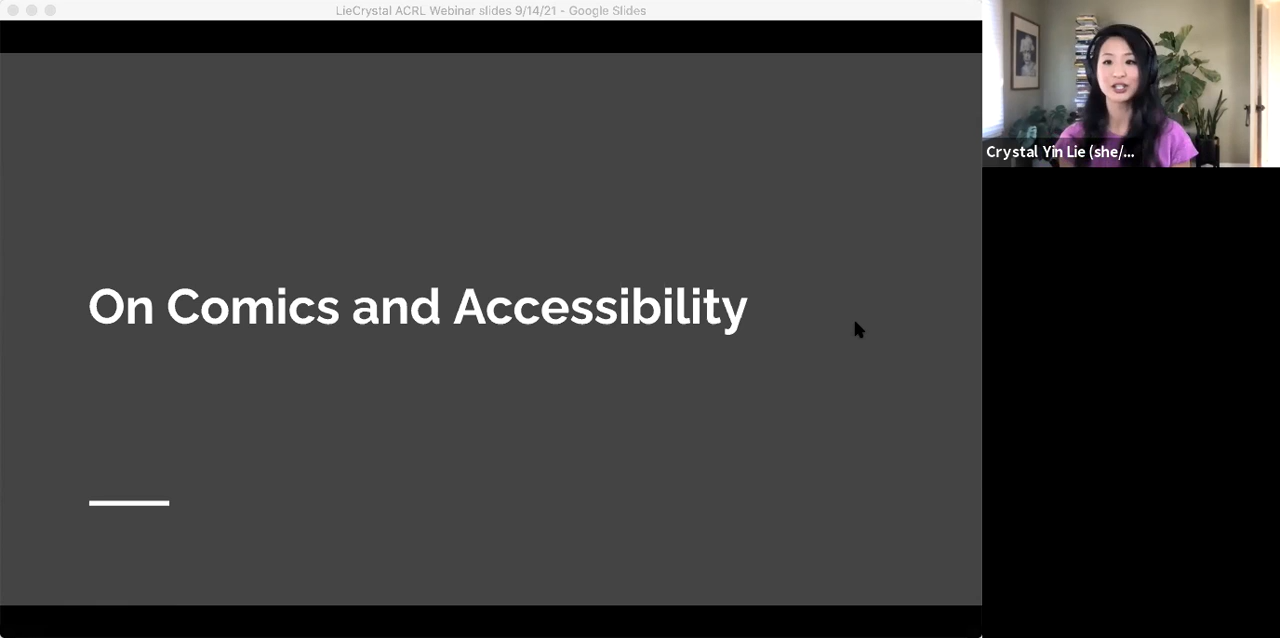 LieCrystal ACRL Webinar slides 9/14/21 - Google Slides
On Comics and Accessibility
Crystal Yin Lie (she/...